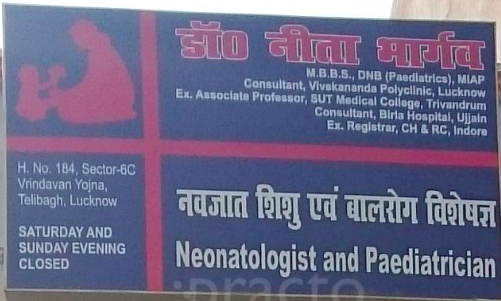 डॉ० नीता भार्गव
M.B.B.S., DNB (Paediatrics), MIAP
Consultant, Vivekananda Polyclinic, Lucknow
Ex. Associate Professor, SUT Medical College, Trivandrum
Consultant, Birla Hospital, Ujjain
Ex. Registrar, CH & RC, Indore
H. No. 184, Sector-6C
Vrindavan Yojna,
Telibagh, Lucknow
SATURDAY AND
SUNDAY EVENING
CLOSED
नवजात शिशु एवं बालरोग विशेषज्ञ
Neonatologist and Paediatrician
practo